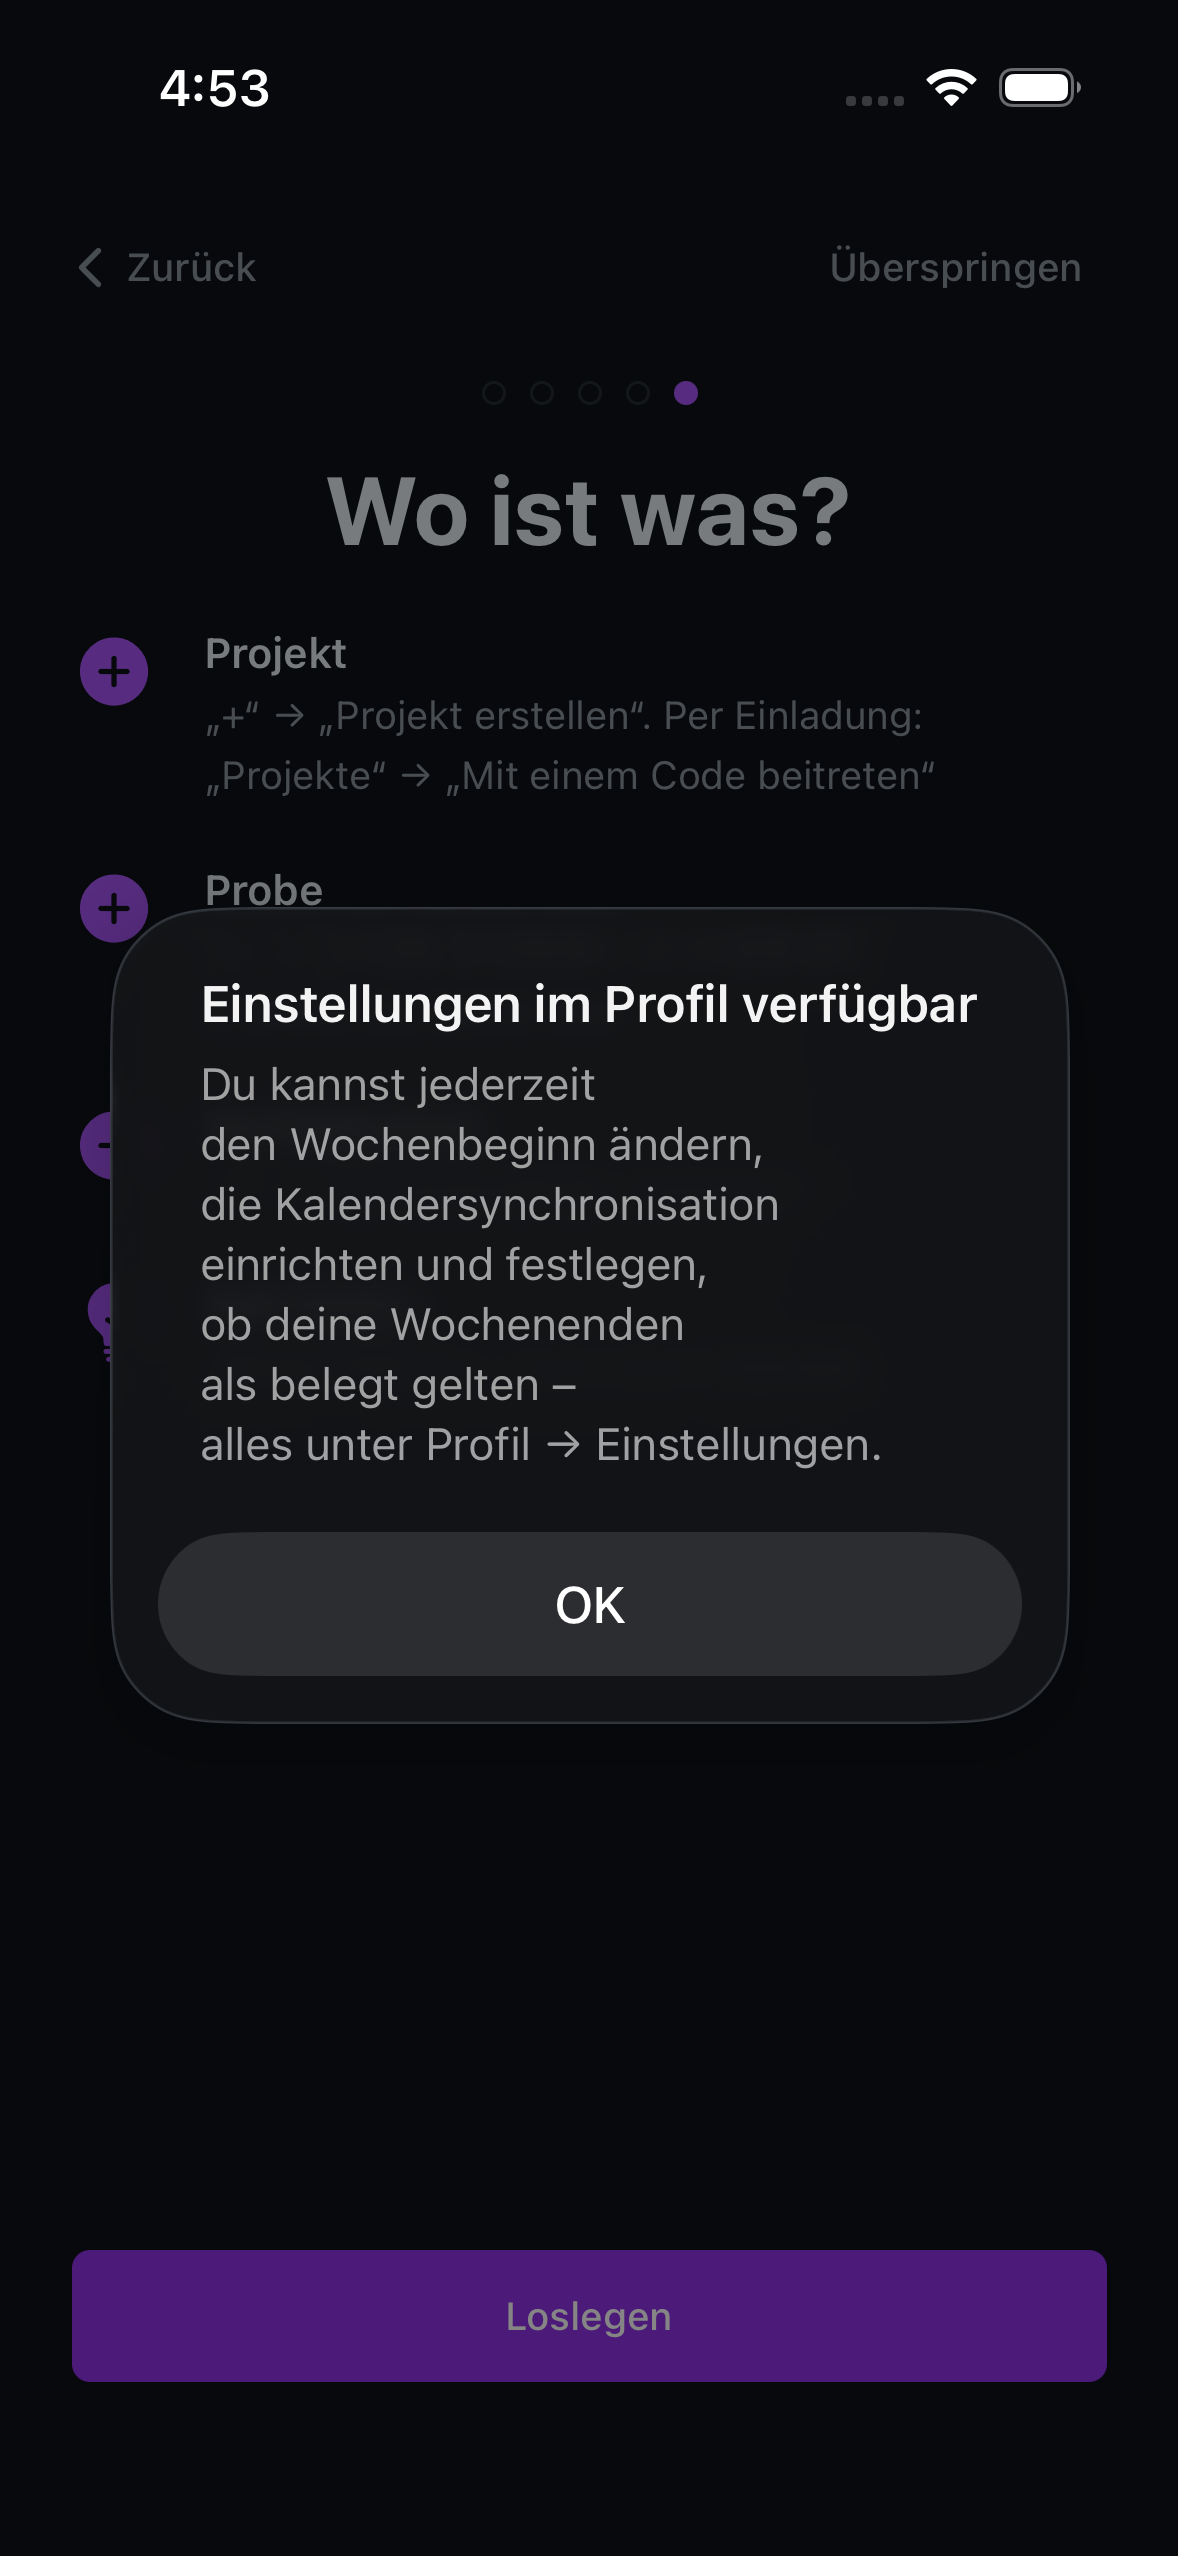 4:53
Zurück
Überspringen
Wo ist was?
Projekt
„+“ → „Projekt erstellen“. Per Einladung:
„Projekte“ → „Mit einem Code beitreten“
Probe
Einstellungen im Profil verfügbar
Du kannst jederzeit
den Wochenbeginn ändern,
die Kalendersynchronisation
einrichten und festlegen,
ob deine Wochenenden
als belegt gelten –
alles unter Profil → Einstellungen.
OK
Loslegen